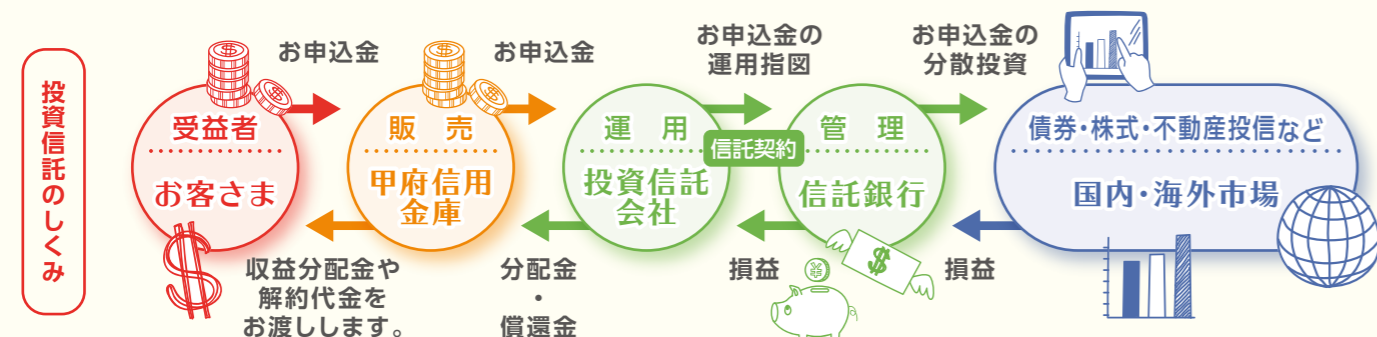 投資信託のしくみ
お申込金
お申込金
お申込金の
運用指図
お申込金の
分散投資
受益者
お客さま
販 売
甲府信用
金庫
運 用
投資信託
会社
信託契約
管 理
信託銀行
債券・株式・不動産投信など
国内・海外市場
収益分配金や
解約代金を
お渡しします。
分配金
・
償還金
損益
損益